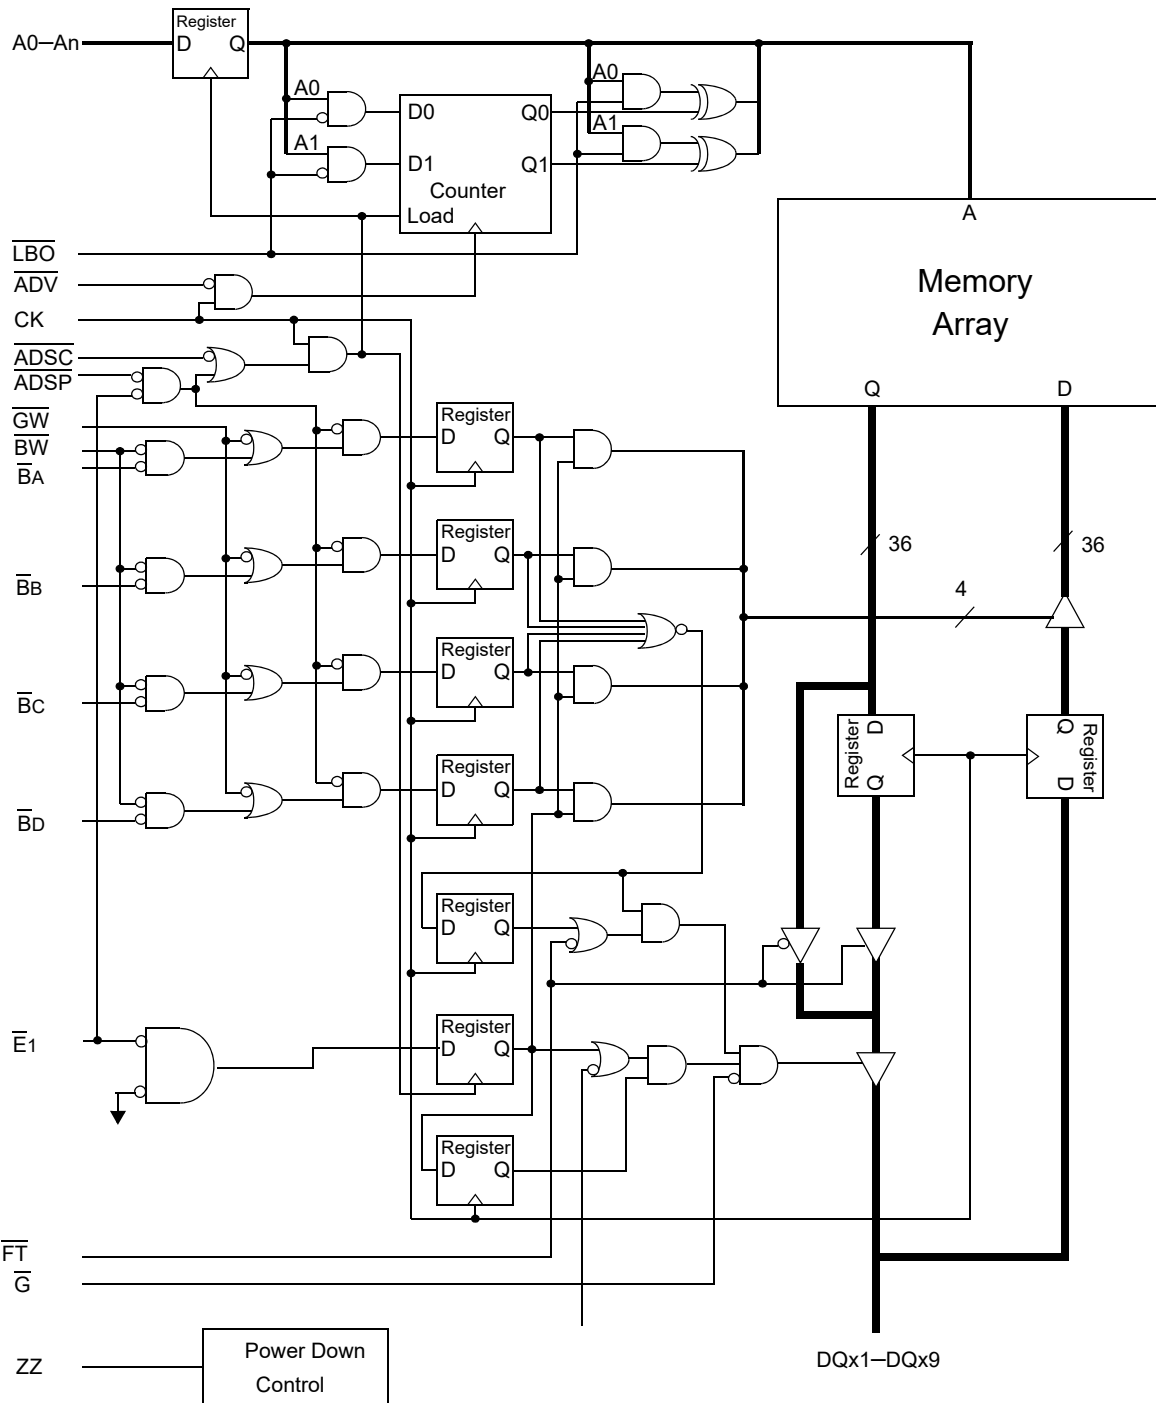 Register
A0–An
D Q
A0
A0
D0 Q0
A1
A1
D1 Q1
Counter
Load
A
LBO
ADV
Memory
CK
Array
ADSC
ADSP
Q D
GW
Register
BW
D Q
BA
Register
36 36
D Q
BB
4
Register
D Q
BC
D Q
Register Register
Q D
Register
D Q
BD
Register
D Q
Register
E1
D Q
Register
D Q
FT
G
Power Down
DQx1–DQx9
ZZ
Control